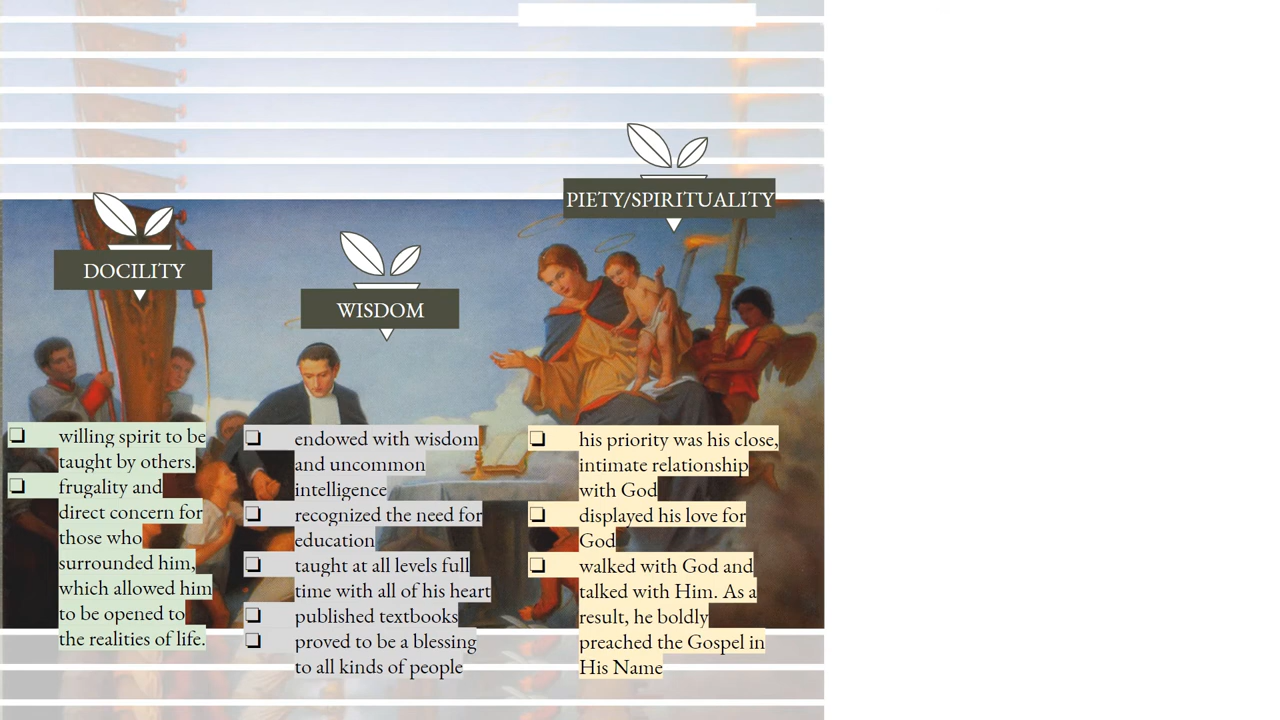 PIETY/SPIRITUALITY
DOCILITY
WISDOM
❏ willing spirit to be
taught by others.
❏ frugality and
direct concern for
those who
surrounded him,
which allowed him
to be opened to
the realities of life.
❏ endowed with wisdom
and uncommon
intelligence
❏ recognized the need for
education
❏ taught at all levels full
time with all of his heart
❏ published textbooks
❏ proved to be a blessing
to all kinds of people
❏ his priority was his close,
intimate relationship
with God
❏ displayed his love for
God
❏ walked with God and
talked with Him. As a
result, he boldly
preached the Gospel in
His Name